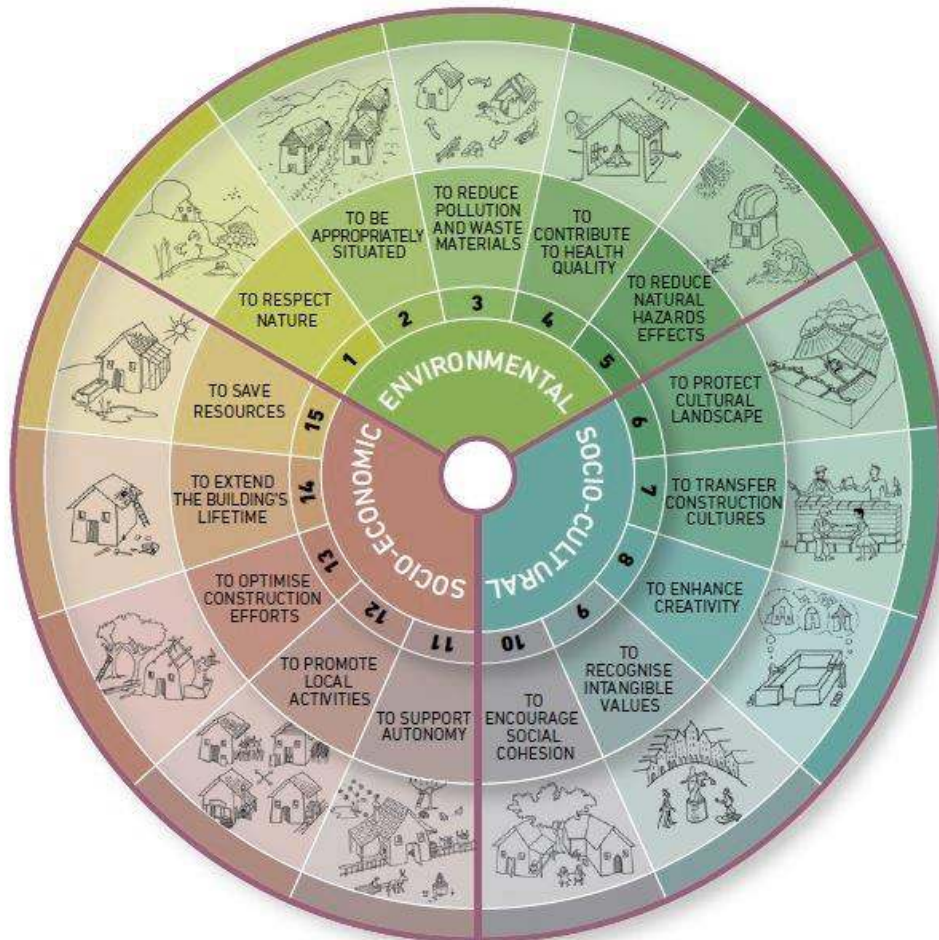 ENVIRONMENTAL
1
TO RESPECT
NATURE
2
TO BE
APPROPRIATELY
SITUATED
3
TO REDUCE
POLLUTION
AND WASTE
MATERIALS
4
TO
CONTRIBUTE
TO HEALTH
QUALITY
5
TO REDUCE
NATURAL
HAZARDS
EFFECTS
SOCIO-CULTURAL
6
TO PROTECT
CULTURAL
LANDSCAPE
7
TO TRANSFER
CONSTRUCTION
CULTURES
8
TO ENHANCE
CREATIVITY
9
TO
RECOGNISE
INTANGIBLE
VALUES
10
TO
ENCOURAGE
SOCIAL
COHESION
SOCIO-ECONOMIC
11
TO SUPPORT
AUTONOMY
12
TO PROMOTE
LOCAL
ACTIVITIES
13
TO OPTIMISE
CONSTRUCTION
EFFORTS
14
TO EXTEND
THE BUILDING'S
LIFETIME
15
TO SAVE
RESOURCES